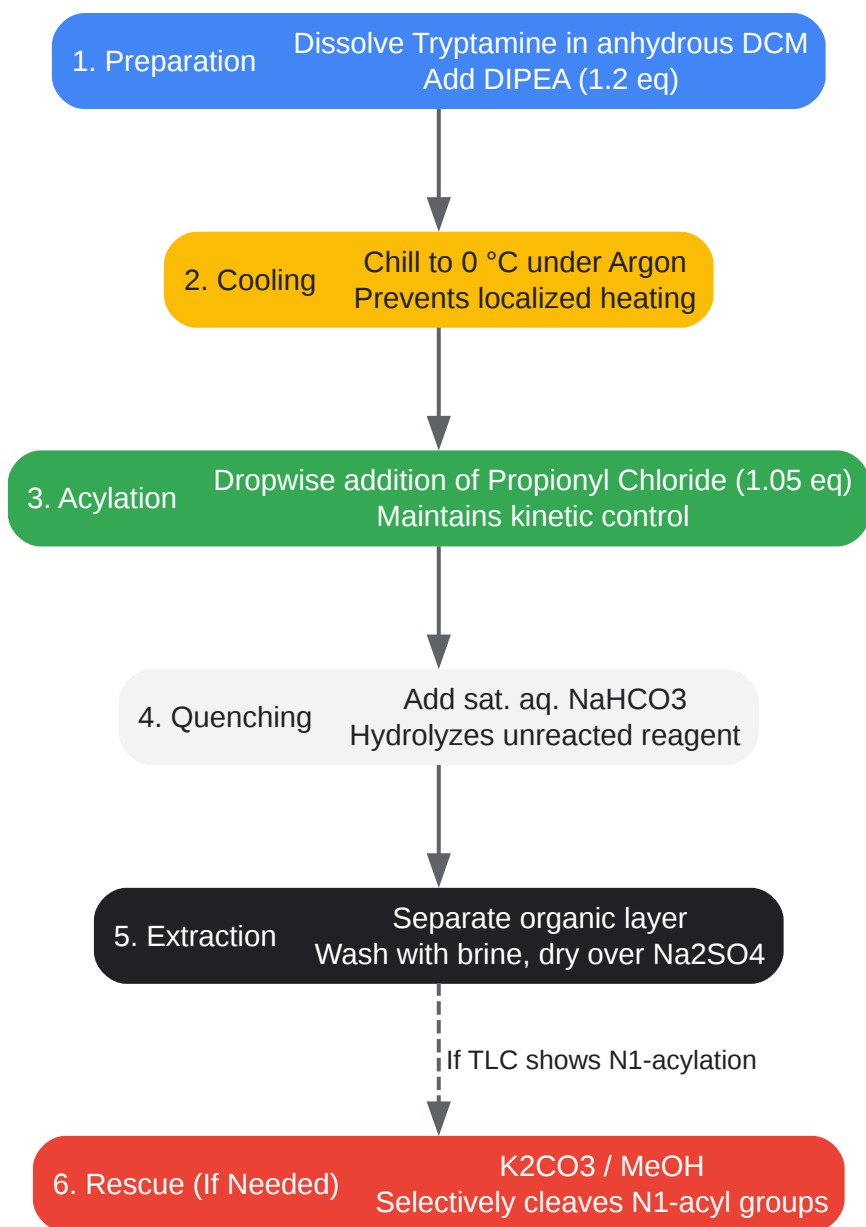 1. Preparation
Dissolve Tryptamine in anhydrous DCM
Add DIPEA (1.2 eq)
2. Cooling
Chill to 0 °C under Argon
Prevents localized heating
3. Acylation
Dropwise addition of Propionyl Chloride (1.05 eq)
Maintains kinetic control
4. Quenching
Add sat. aq. NaHCO3
Hydrolyzes unreacted reagent
5. Extraction
Separate organic layer
Wash with brine, dry over Na2SO4
If TLC shows N1-acylation
6. Rescue (If Needed)
K2CO3 / MeOH
Selectively cleaves N1-acyl groups